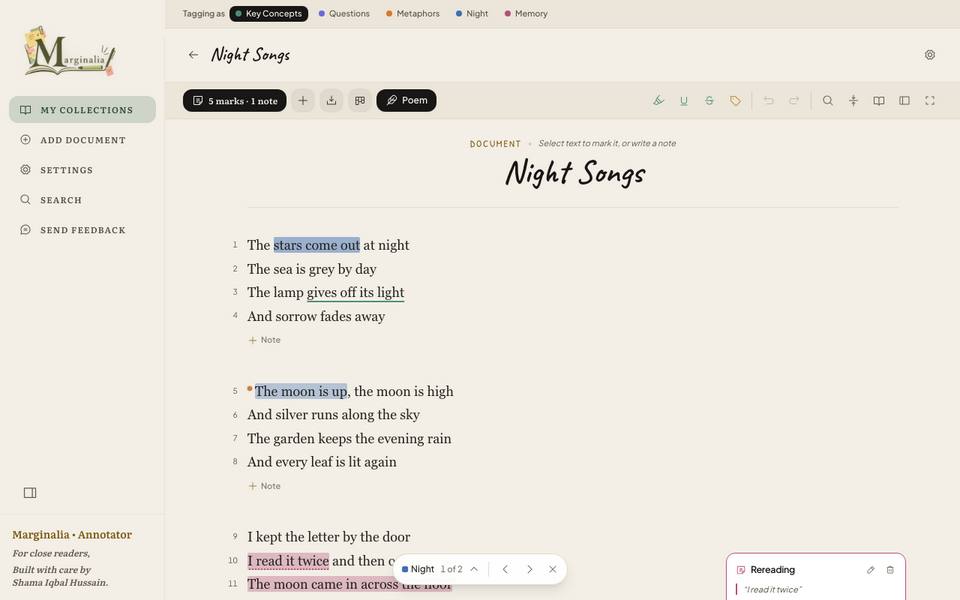 Tagging as Key Concepts Questions Metaphors Night Memory
Marginalia
Night Songs
MY COLLECTIONS
ADD DOCUMENT
SETTINGS
SEARCH
SEND FEEDBACK
5 marks · 1 note
Poem
DOCUMENT • Select text to mark it, or write a note
Night Songs
1 The stars come out at night
2 The sea is grey by day
3 The lamp gives off its light
4 And sorrow fades away
+ Note
5 The moon is up, the moon is high
6 And silver runs along the sky
7 The garden keeps the evening rain
8 And every leaf is lit again
+ Note
9 I kept the letter by the door
10 I read it twice and then
11 The moon came in across the floor
Night 1 of 2
Rereading
"I read it twice"
Marginalia • Annotator
For close readers,
Built with care by
Shama Iqbal Hussain.